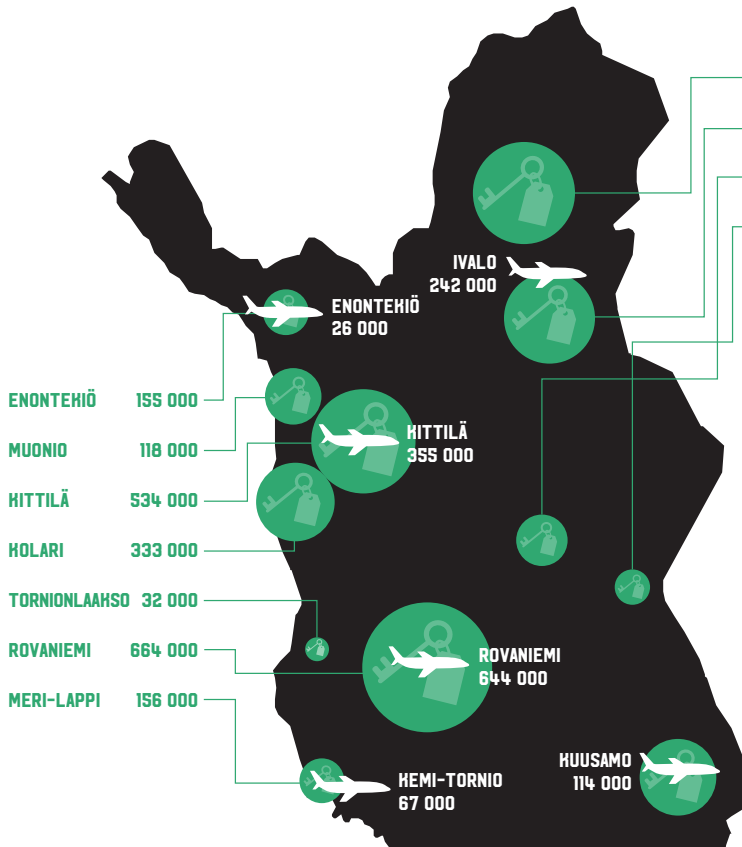 IVALO
242 000
ENONTEKIÖ
26 000
ENONTEKIÖ 155 000
MUONIO 118 000
KITTILÄ
355 000
KITTILÄ 534 000
KOLARI 333 000
TORNIONLAAKSO 32 000
ROVANIEMI 664 000
ROVANIEMI
644 000
MERI-LAPPI 156 000
KUUSAMO
114 000
KEMI-TORNIO
67 000